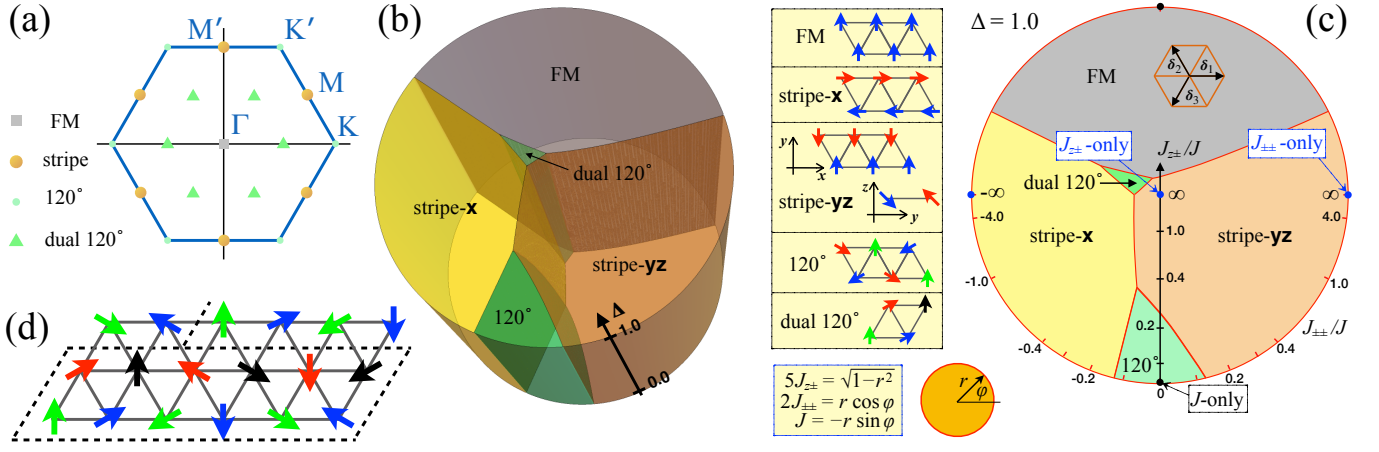 (a)
M′ K′
M
Γ
K
FM
stripe
120°
dual 120°
(b)
FM
dual 120°
stripe-x
stripe-yz
120°
Δ
1.0
0.0
FM
stripe-x
y
x
stripe-yz
z
y
120°
dual 120°
5J_{z±} = √(1−r²)
2J_{±±} = r cos φ
J = −r sin φ
r
φ
(c)
Δ = 1.0
FM
δ₂ δ₁
δ₃
J_{z±}-only
J_{z±}/J
J_{±±}-only
dual 120°
-∞
∞
∞
-4.0
4.0
stripe-x
1.0
stripe-yz
-1.0
0.4
1.0
J_{±±}/J
-0.4
0.2
0.4
-0.2
120°
0.2
0
J-only
(d)